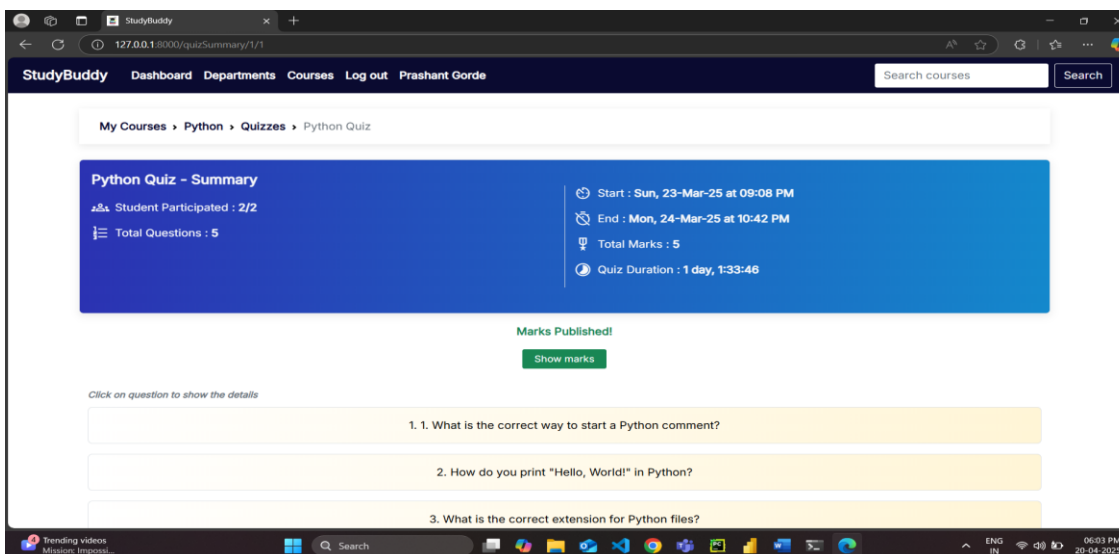 StudyBuddy
127.0.0.1:8000/quizSummary/1/1
StudyBuddy Dashboard Departments Courses Log out Prashant Gorde Search courses Search
My Courses › Python › Quizzes › Python Quiz
Python Quiz - Summary
Student Participated : 2/2
Total Questions : 5
Start : Sun, 23-Mar-25 at 09:08 PM
End : Mon, 24-Mar-25 at 10:42 PM
Total Marks : 5
Quiz Duration : 1 day, 1:33:46
Marks Published!
Show marks
Click on question to show the details
1. 1. What is the correct way to start a Python comment?
2. How do you print "Hello, World!" in Python?
3. What is the correct extension for Python files?
4
Trending videos
Mission: Impossi...
Search
ENG
IN
06:03 PM
20-04-202